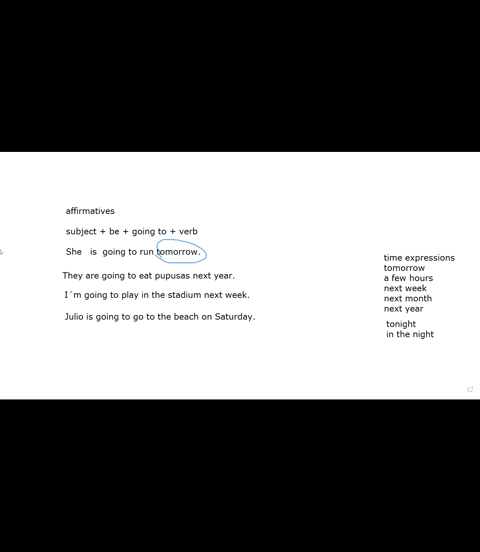 affirmatives
subject + be + going to + verb
She is going to run tomorrow.
They are going to eat pupusas next year.
I´m going to play in the stadium next week.
Julio is going to go to the beach on Saturday.
time expressions
tomorrow
a few hours
next week
next month
next year
tonight
in the night